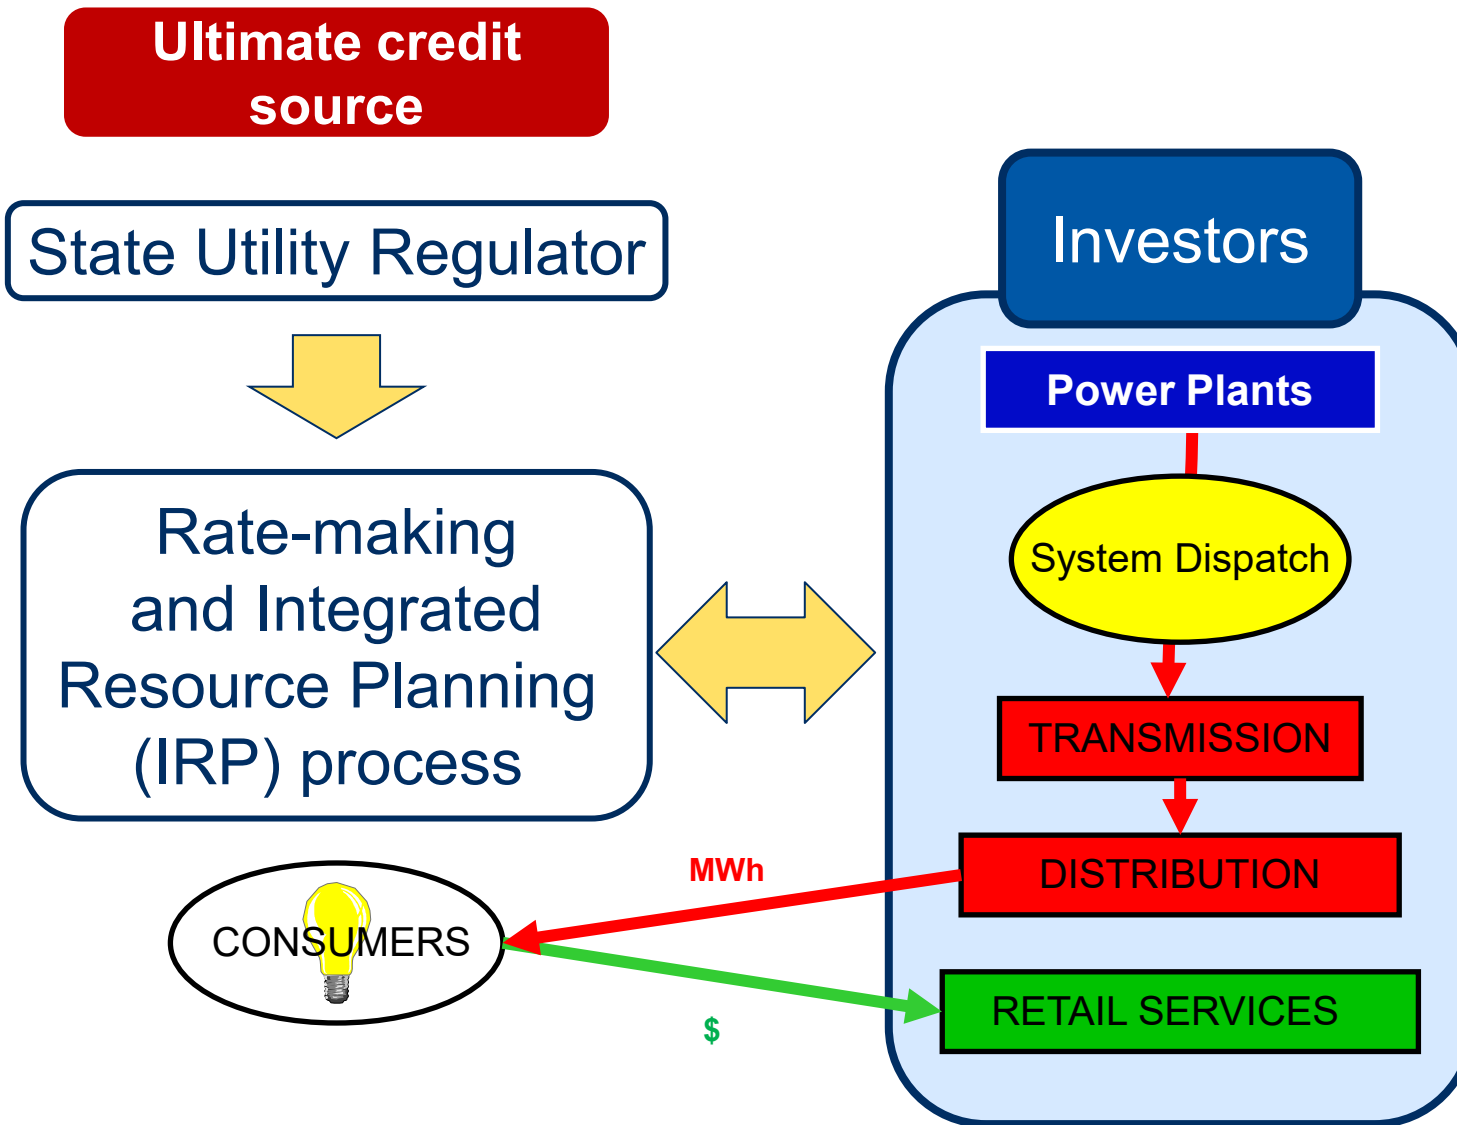 Ultimate credit
source
State Utility Regulator
Rate-making
and Integrated
Resource Planning
(IRP) process
Investors
Power Plants
System Dispatch
TRANSMISSION
DISTRIBUTION
RETAIL SERVICES
MWh
CONSUMERS
$